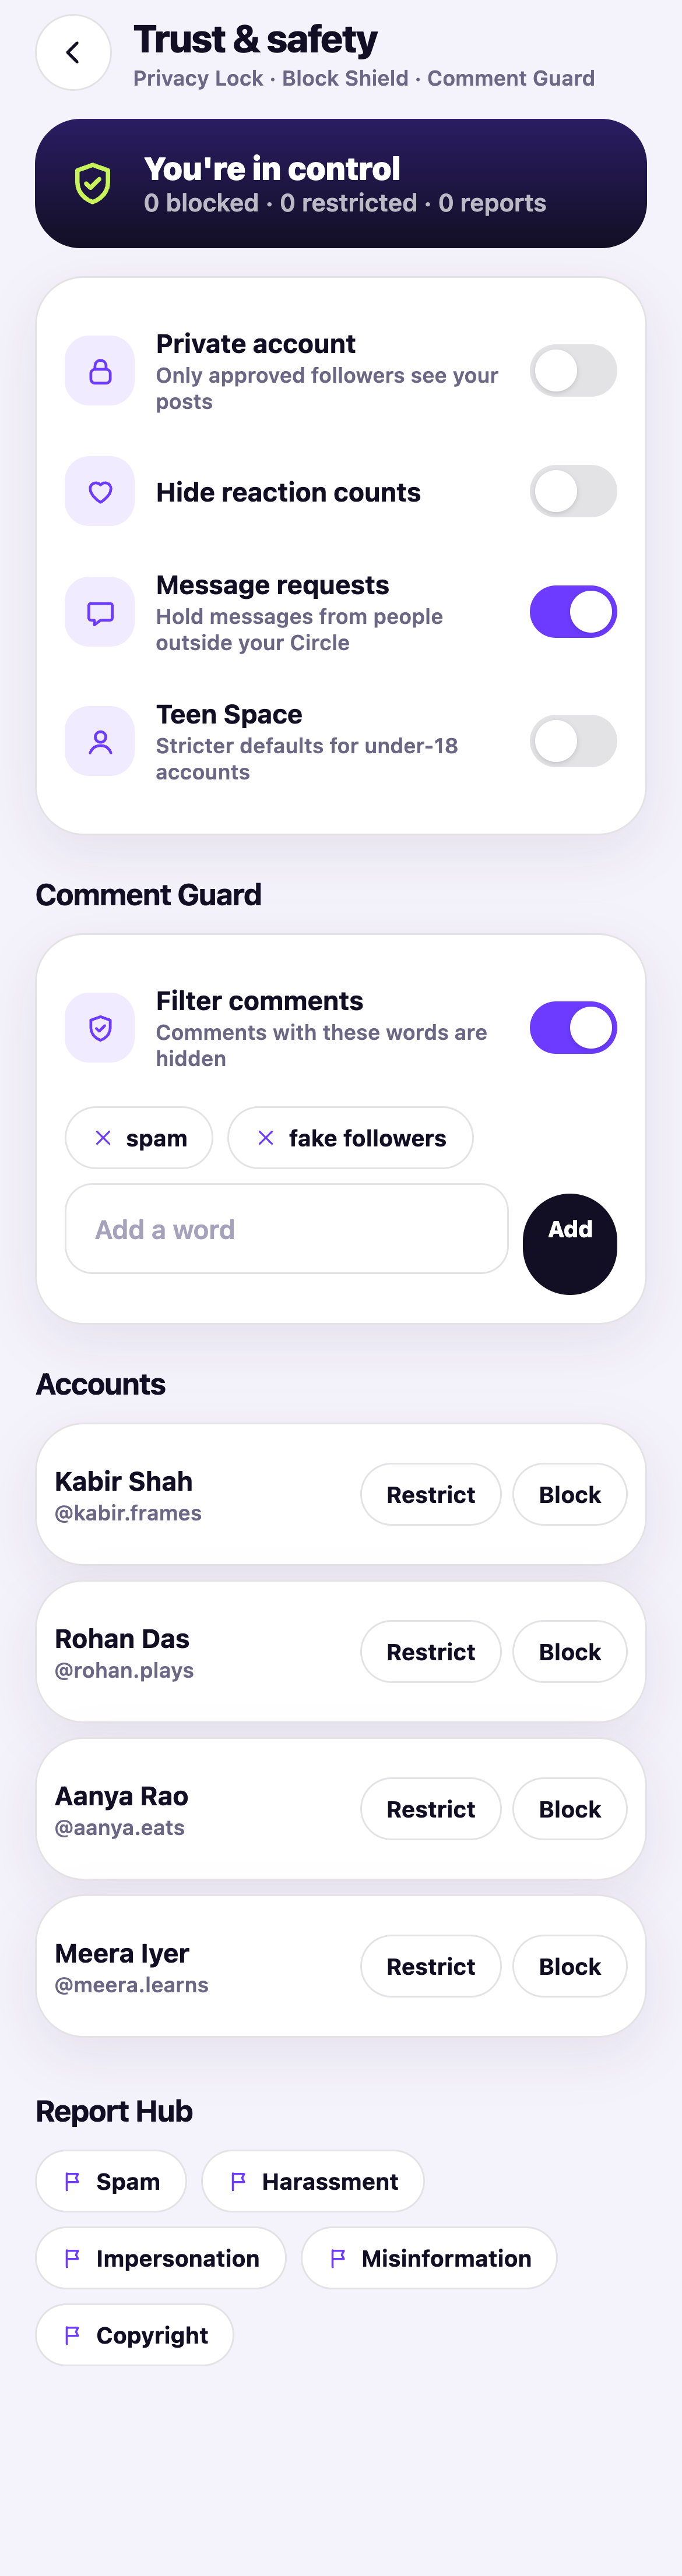 Trust & safety
Privacy Lock · Block Shield · Comment Guard
You're in control
0 blocked · 0 restricted · 0 reports
Private account
Only approved followers see your
posts
Hide reaction counts
Message requests
Hold messages from people
outside your Circle
Teen Space
Stricter defaults for under-18
accounts
Comment Guard
Filter comments
Comments with these words are
hidden
spam fake followers
Add a word Add
Accounts
Kabir Shah
@kabir.frames
Restrict Block
Rohan Das
@rohan.plays
Restrict Block
Aanya Rao
@aanya.eats
Restrict Block
Meera Iyer
@meera.learns
Restrict Block
Report Hub
Spam Harassment
Impersonation Misinformation
Copyright